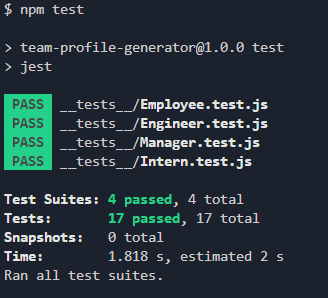 $ npm test
> team-profile-generator@1.0.0 test
> jest
PASS __tests__/Employee.test.js
PASS __tests__/Engineer.test.js
PASS __tests__/Manager.test.js
PASS __tests__/Intern.test.js
Test Suites: 4 passed, 4 total
Tests: 17 passed, 17 total
Snapshots: 0 total
Time: 1.818 s, estimated 2 s
Ran all test suites.